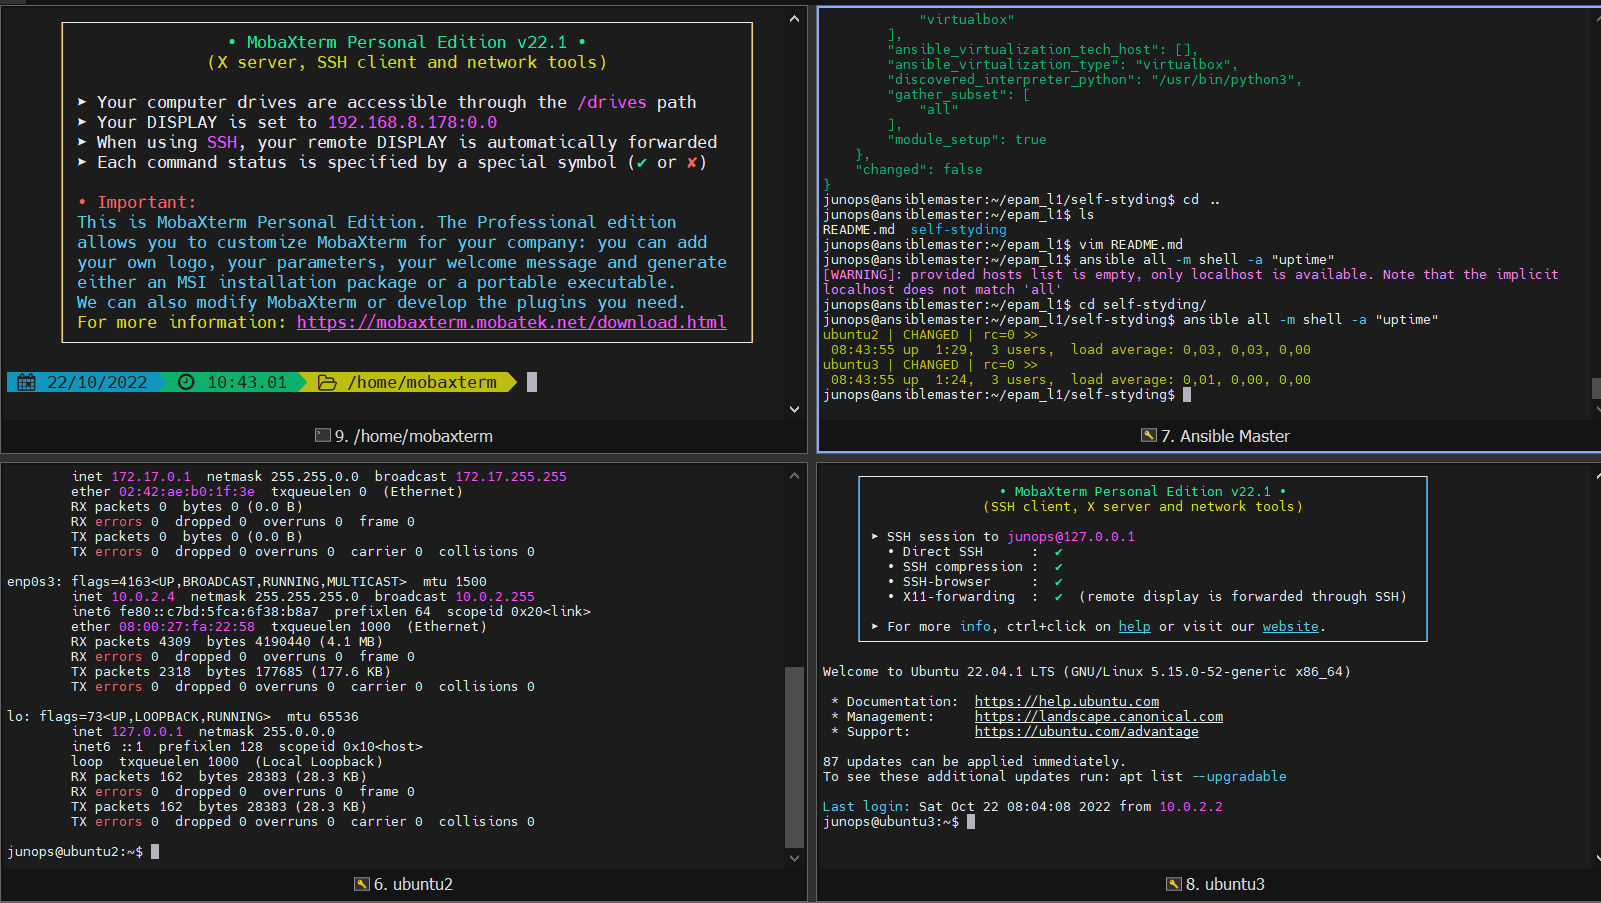 • MobaXterm Personal Edition v22.1 •
(X server, SSH client and network tools)
➤ Your computer drives are accessible through the /drives path
➤ Your DISPLAY is set to 192.168.8.178:0.0
➤ When using SSH, your remote DISPLAY is automatically forwarded
➤ Each command status is specified by a special symbol (✔ or ✘)
• Important:
This is MobaXterm Personal Edition. The Professional edition
allows you to customize MobaXterm for your company: you can add
your own logo, your parameters, your welcome message and generate
either an MSI installation package or a portable executable.
We can also modify MobaXterm or develop the plugins you need.
For more information: https://mobaxterm.mobatek.net/download.html
22/10/2022 10:43.01 /home/mobaxterm
9. /home/mobaxterm
"virtualbox"
],
"ansible_virtualization_tech_host": [],
"ansible_virtualization_type": "virtualbox",
"discovered_interpreter_python": "/usr/bin/python3",
"gather_subset": [
"all"
],
"module_setup": true
},
"changed": false
}
junops@ansiblemaster:~/epam_l1/self-styding$ cd ..
junops@ansiblemaster:~/epam_l1$ ls
README.md  self-styding
junops@ansiblemaster:~/epam_l1$ vim README.md
junops@ansiblemaster:~/epam_l1$ ansible all -m shell -a "uptime"
[WARNING]: provided hosts list is empty, only localhost is available. Note that the implicit
localhost does not match 'all'
junops@ansiblemaster:~/epam_l1$ cd self-styding/
junops@ansiblemaster:~/epam_l1/self-styding$ ansible all -m shell -a "uptime"
ubuntu2 | CHANGED | rc=0 >>
08:43:55 up  1:29,  3 users,  load average: 0,03, 0,03, 0,00
ubuntu3 | CHANGED | rc=0 >>
08:43:55 up  1:24,  3 users,  load average: 0,01, 0,00, 0,00
junops@ansiblemaster:~/epam_l1/self-styding$
7. Ansible Master
inet 172.17.0.1  netmask 255.255.0.0  broadcast 172.17.255.255
ether 02:42:ae:b0:1f:3e  txqueuelen 0  (Ethernet)
RX packets 0  bytes 0 (0.0 B)
RX errors 0  dropped 0  overruns 0  frame 0
TX packets 0  bytes 0 (0.0 B)
TX errors 0  dropped 0 overruns 0  carrier 0  collisions 0
enp0s3: flags=4163<UP,BROADCAST,RUNNING,MULTICAST>  mtu 1500
inet 10.0.2.4  netmask 255.255.255.0  broadcast 10.0.2.255
inet6 fe80::c7bd:5fca:6f38:b8a7  prefixlen 64  scopeid 0x20<link>
ether 08:00:27:fa:22:58  txqueuelen 1000  (Ethernet)
RX packets 4309  bytes 4190440 (4.1 MB)
RX errors 0  dropped 0  overruns 0  frame 0
TX packets 2318  bytes 177685 (177.6 KB)
TX errors 0  dropped 0 overruns 0  carrier 0  collisions 0
lo: flags=73<UP,LOOPBACK,RUNNING>  mtu 65536
inet 127.0.0.1  netmask 255.0.0.0
inet6 ::1  prefixlen 128  scopeid 0x10<host>
loop  txqueuelen 1000  (Local Loopback)
RX packets 162  bytes 28383 (28.3 KB)
RX errors 0  dropped 0  overruns 0  frame 0
TX packets 162  bytes 28383 (28.3 KB)
TX errors 0  dropped 0 overruns 0  carrier 0  collisions 0
junops@ubuntu2:~$
6. ubuntu2
• MobaXterm Personal Edition v22.1 •
(SSH client, X server and network tools)
➤ SSH session to junops@127.0.0.1
• Direct SSH      :  ✔
• SSH compression :  ✔
• SSH-browser     :  ✔
• X11-forwarding  :  ✔  (remote display is forwarded through SSH)
➤ For more info, ctrl+click on help or visit our website.
Welcome to Ubuntu 22.04.1 LTS (GNU/Linux 5.15.0-52-generic x86_64)
* Documentation:  https://help.ubuntu.com
* Management:     https://landscape.canonical.com
* Support:        https://ubuntu.com/advantage
87 updates can be applied immediately.
To see these additional updates run: apt list --upgradable
Last login: Sat Oct 22 08:04:08 2022 from 10.0.2.2
junops@ubuntu3:~$
8. ubuntu3